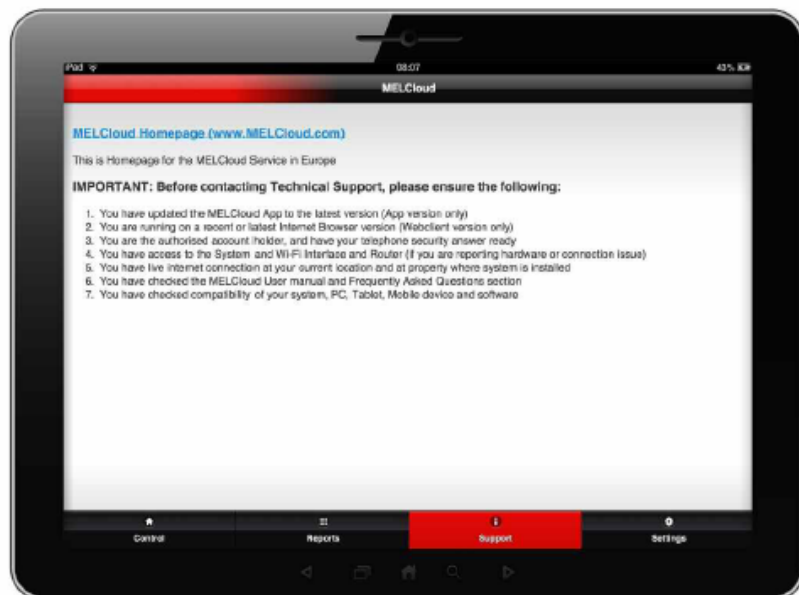 iPad 08:07 43%
MELCloud
MELCloud Homepage (www.MELCloud.com)
This is Homepage for the MELCloud Service in Europe
IMPORTANT: Before contacting Technical Support, please ensure the following:
1. You have updated the MELCloud App to the latest version (App version only)
2. You are running on a recent or latest Internet Browser version (Webclient version only)
3. You are the authorised account holder, and have your telephone security answer ready
4. You have access to the System and Wi-Fi Interface and Router (if you are reporting hardware or connection issue)
5. You have live internet connection at your current location and at property where system is installed
6. You have checked the MELCloud User manual and Frequently Asked Questions section
7. You have checked compatibility of your system, PC, Tablet, Mobile device and software
Control Reports Support Settings